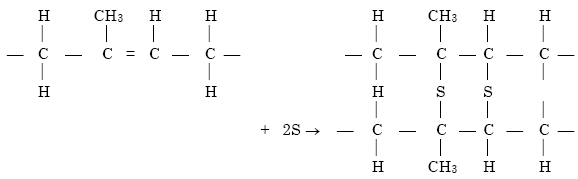 H CH3 H H H CH3 H H
| | | | | | | |
— C — C = C — C — — C — C — C — C —
| | | | | |
H H H S S
+ 2S → | | | |
— C — C — C — C —
| | | |
H CH3 H H